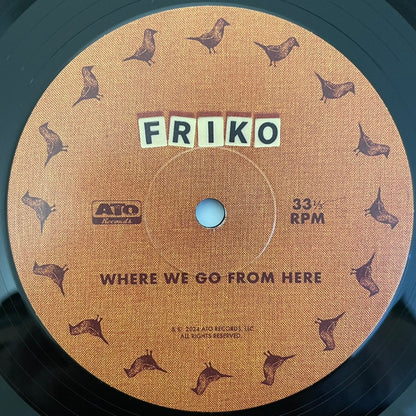 FRIKO
ATO
Records
33⅓
RPM
WHERE WE GO FROM HERE
& © 2024 ATO RECORDS, LLC
ALL RIGHTS RESERVED.